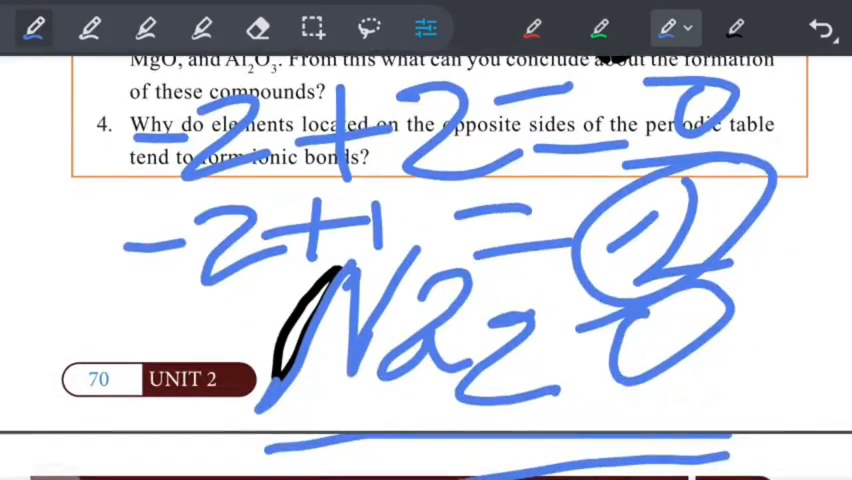 MgO, and Al₂O₃. From this what can you conclude about the formation
of these compounds?
4. Why do elements located on the opposite sides of the periodic table
tend to form ionic bonds?
-2+2=0
-2+1=-1
Na2 0
70 UNIT 2